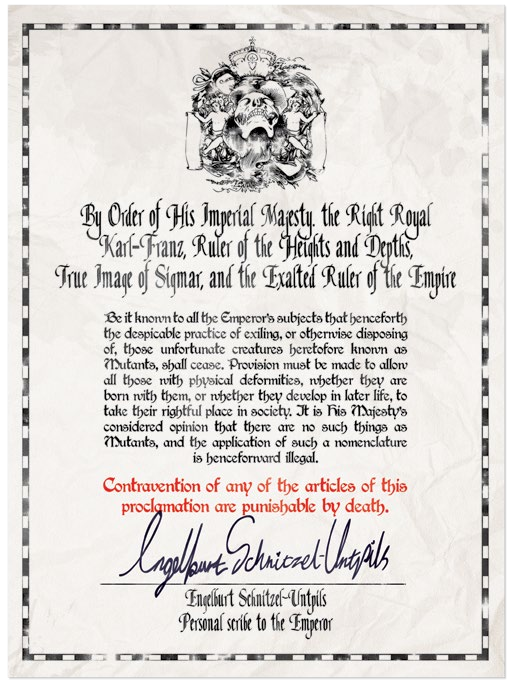 By Order of His Imperial Majesty, the Right Royal
Karl-Franz, Ruler of the Heights and Depths,
True Image of Sigmar, and the Exalted Ruler of the Empire
Be it known to all the Emperor's subjects that henceforth
the despicable practice of exiling, or otherwise disposing
of, those unfortunate creatures heretofore known as
Mutants, shall cease. Provision must be made to allow
all those with physical deformities, whether they are
born with them, or whether they develop in later life, to
take their rightful place in society. It is His Majesty's
considered opinion that there are no such things as
Mutants, and the application of such a nomenclature
is henceforward illegal.
Contravention of any of the articles of this
proclamation are punishable by death.
Engelburt Schnitzel-Untpils
Engelburt Schnitzel-Untpils
Personal scribe to the Emperor